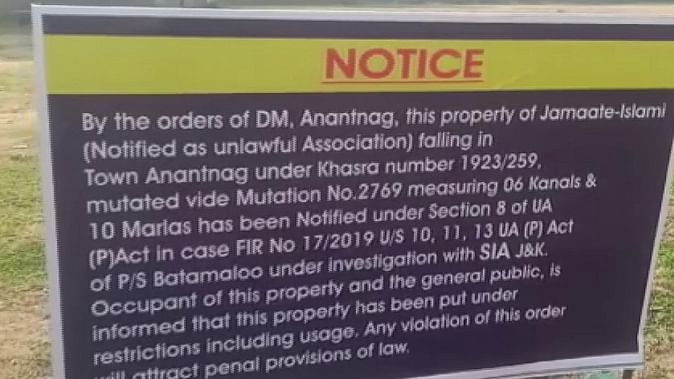 NOTICE
By the orders of DM, Anantnag, this property of Jamaate-Islami
(Notified as unlawful Association) falling in
Town Anantnag under Khasra number 1923/259,
mutated vide Mutation No.2769 measuring 06 Kanals &
10 Marlas has been Notified under Section 8 of UA
(P)Act in case FIR No 17/2019 U/S 10, 11, 13 UA (P) Act
of P/S Batamaloo under investigation with SIA J&K.
Occupant of this property and the general public, is
informed that this property has been put under
restrictions including usage. Any violation of this order
will attract penal provisions of law.